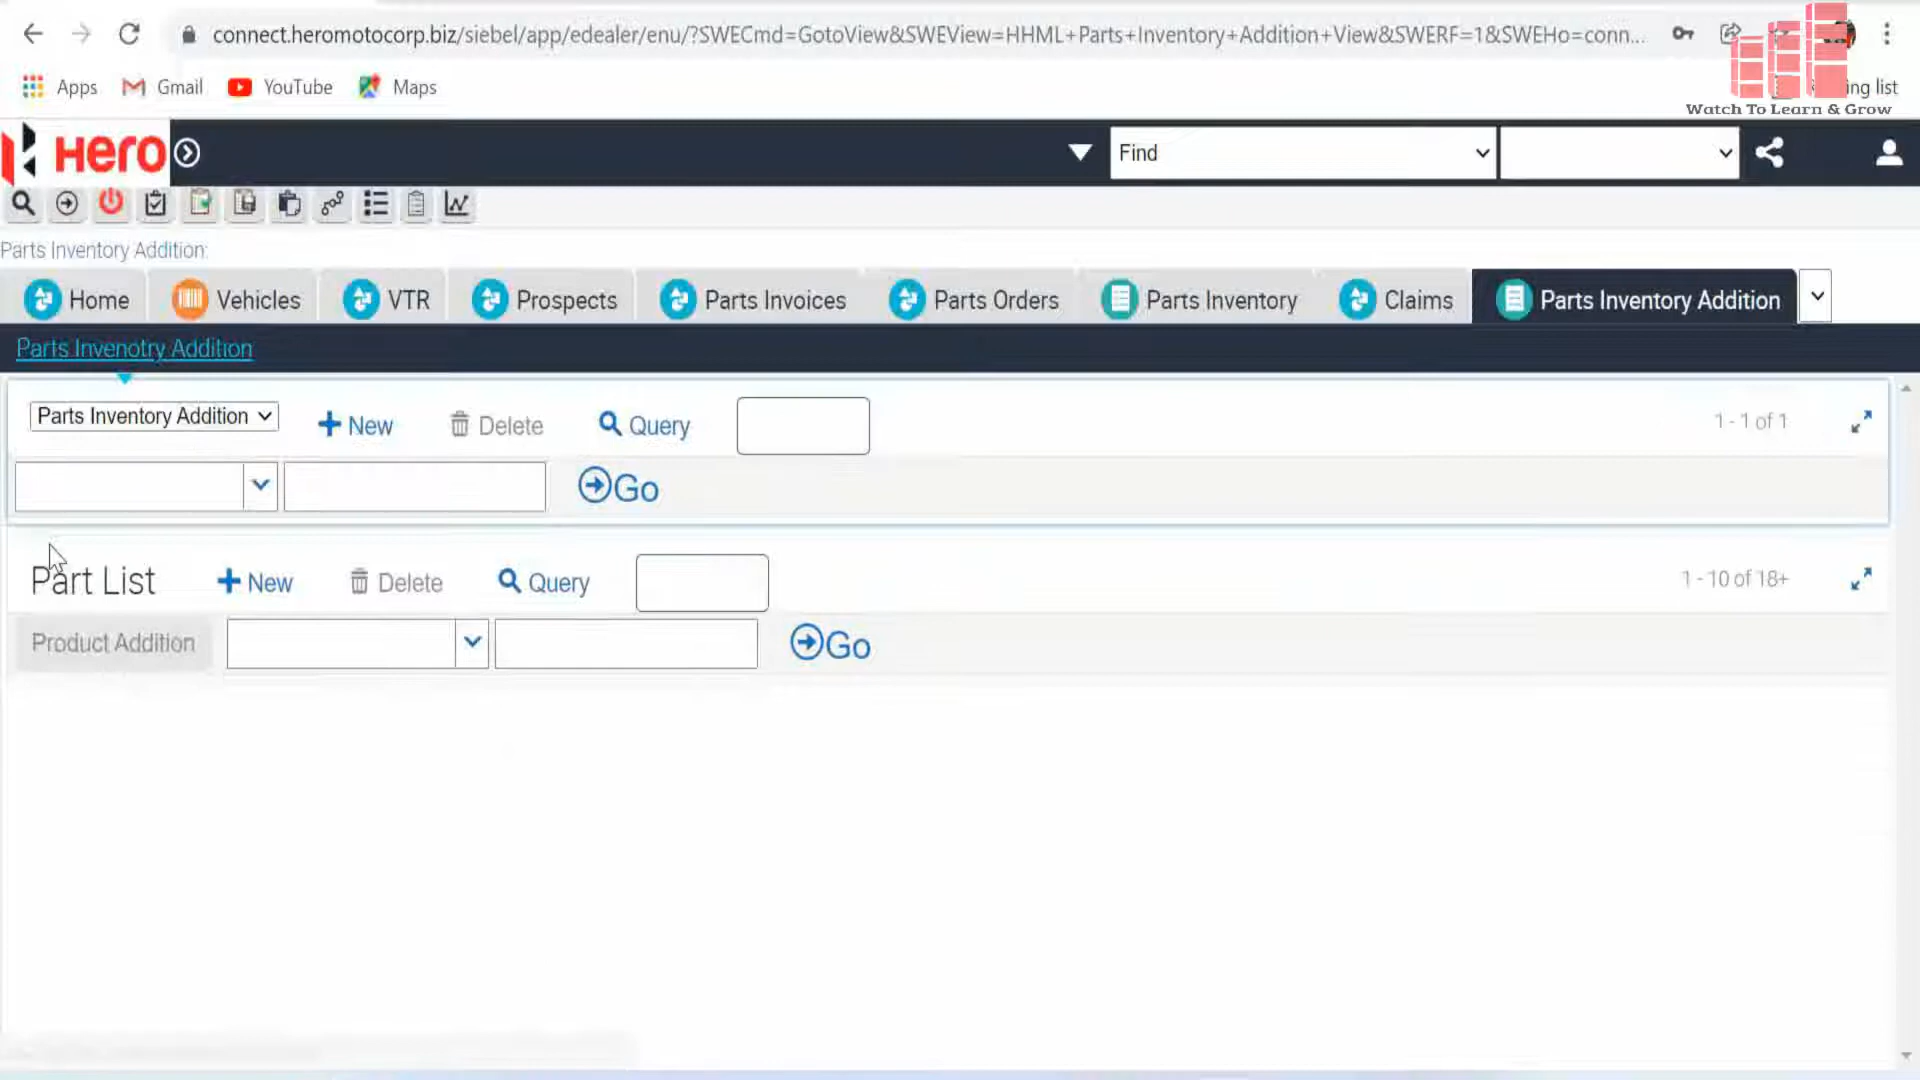 connect.heromotocorp.biz/siebel/app/edealer/enu/?SWECmd=GotoView&SWEView=HHML+Parts+Inventory+Addition+View&SWERF=1&SWEHo=conn...
Apps Gmail YouTube Maps ng list
Watch To Learn & Grow
Hero Find
Parts Inventory Addition:
Home Vehicles VTR Prospects Parts Invoices Parts Orders Parts Inventory Claims Parts Inventory Addition
Parts Invenotry Addition
Parts Inventory Addition New Delete Query 1 - 1 of 1
Go
Part List New Delete Query 1 - 10 of 18+
Product Addition Go